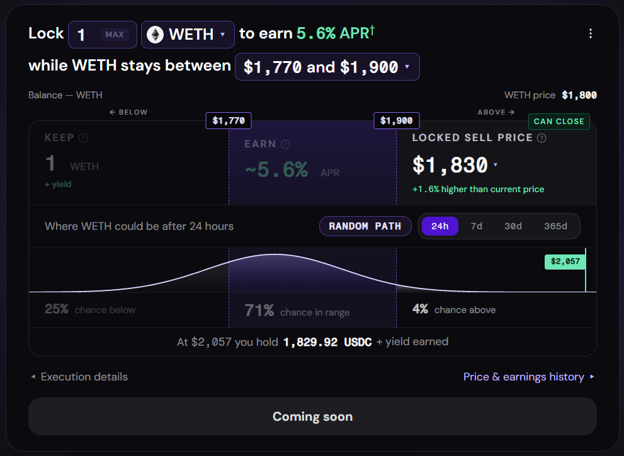 Lock 1 MAX WETH to earn 5.6% APR†
while WETH stays between $1,770 and $1,900
Balance — WETH WETH price $1,800
← BELOW ABOVE →
$1,770 $1,900 CAN CLOSE
KEEP EARN LOCKED SELL PRICE
1 WETH ~5.6% APR $1,830
+ yield +1.6% higher than current price
Where WETH could be after 24 hours RANDOM PATH 24h 7d 30d 365d
$2,057
25% chance below 71% chance in range 4% chance above
At $2,057 you hold 1,829.92 USDC + yield earned
Execution details Price & earnings history
Coming soon